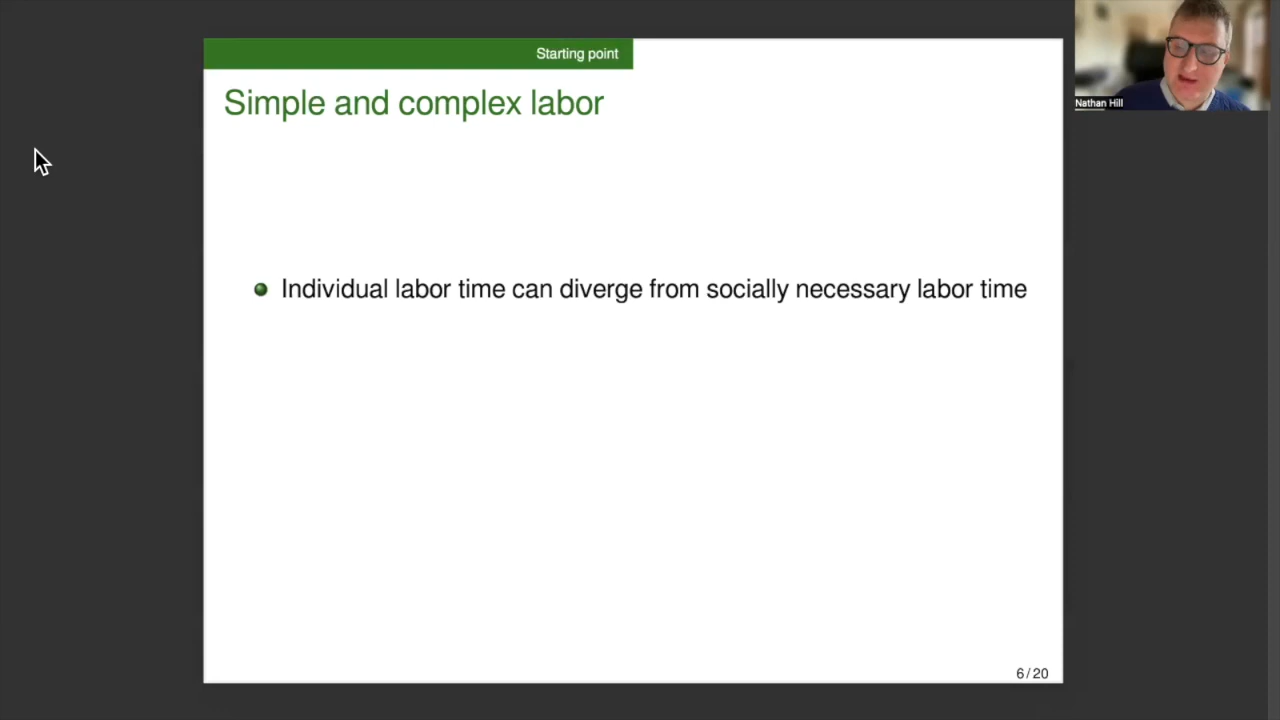 Starting point
Simple and complex labor
Individual labor time can diverge from socially necessary labor time
6 / 20
Nathan Hill